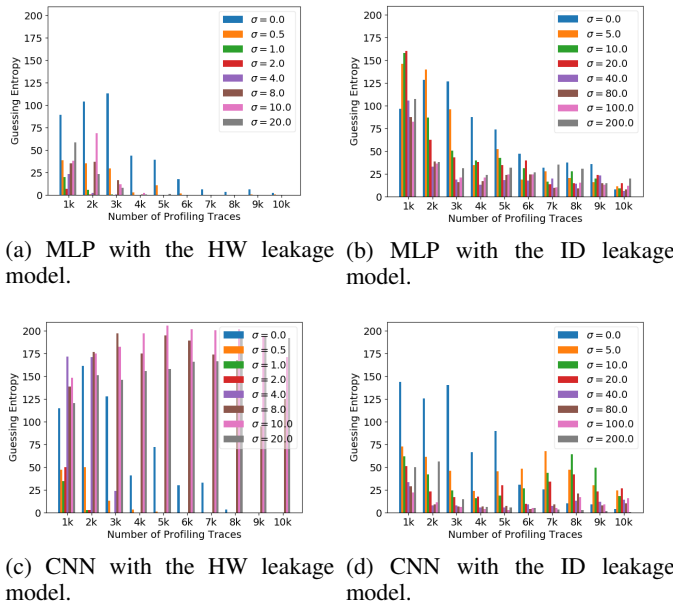 200
175
150
125
100
75
50
25
0
Guessing Entropy
1k 2k 3k 4k 5k 6k 7k 8k 9k 10k
Number of Profiling Traces
σ = 0.0
σ = 0.5
σ = 1.0
σ = 2.0
σ = 4.0
σ = 8.0
σ = 10.0
σ = 20.0
(a) MLP with the HW leakage
model.
200
175
150
125
100
75
50
25
0
Guessing Entropy
1k 2k 3k 4k 5k 6k 7k 8k 9k 10k
Number of Profiling Traces
σ = 0.0
σ = 5.0
σ = 10.0
σ = 20.0
σ = 40.0
σ = 80.0
σ = 100.0
σ = 200.0
(b) MLP with the ID leakage
model.
200
175
150
125
100
75
50
25
0
Guessing Entropy
1k 2k 3k 4k 5k 6k 7k 8k 9k 10k
Number of Profiling Traces
σ = 0.0
σ = 0.5
σ = 1.0
σ = 2.0
σ = 4.0
σ = 8.0
σ = 10.0
σ = 20.0
(c) CNN with the HW leakage
model.
200
175
150
125
100
75
50
25
0
Guessing Entropy
1k 2k 3k 4k 5k 6k 7k 8k 9k 10k
Number of Profiling Traces
σ = 0.0
σ = 5.0
σ = 10.0
σ = 20.0
σ = 40.0
σ = 80.0
σ = 100.0
σ = 200.0
(d) CNN with the ID leakage
model.